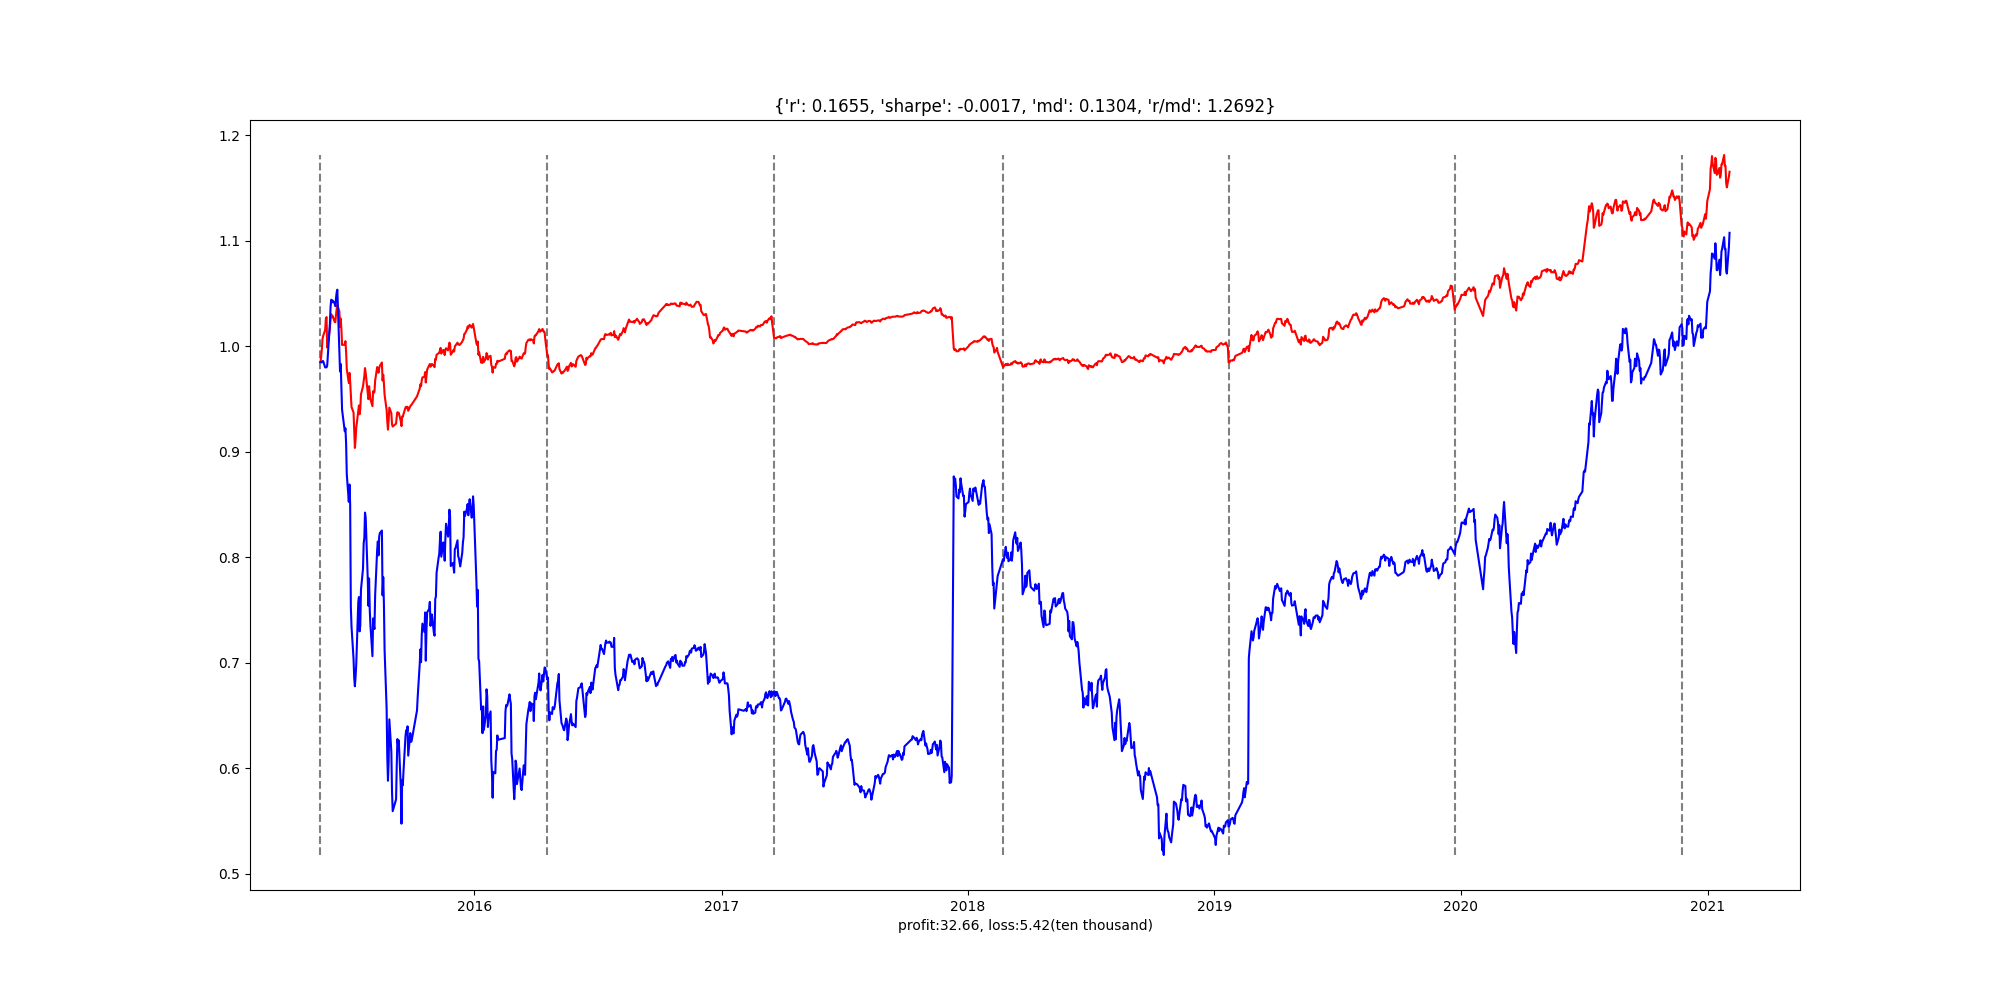 {'r': 0.1655, 'sharpe': -0.0017, 'md': 0.1304, 'r/md': 1.2692}
1.2
1.1
1.0
0.9
0.8
0.7
0.6
0.5
2016 2017 2018 2019 2020 2021
profit:32.66, loss:5.42(ten thousand)